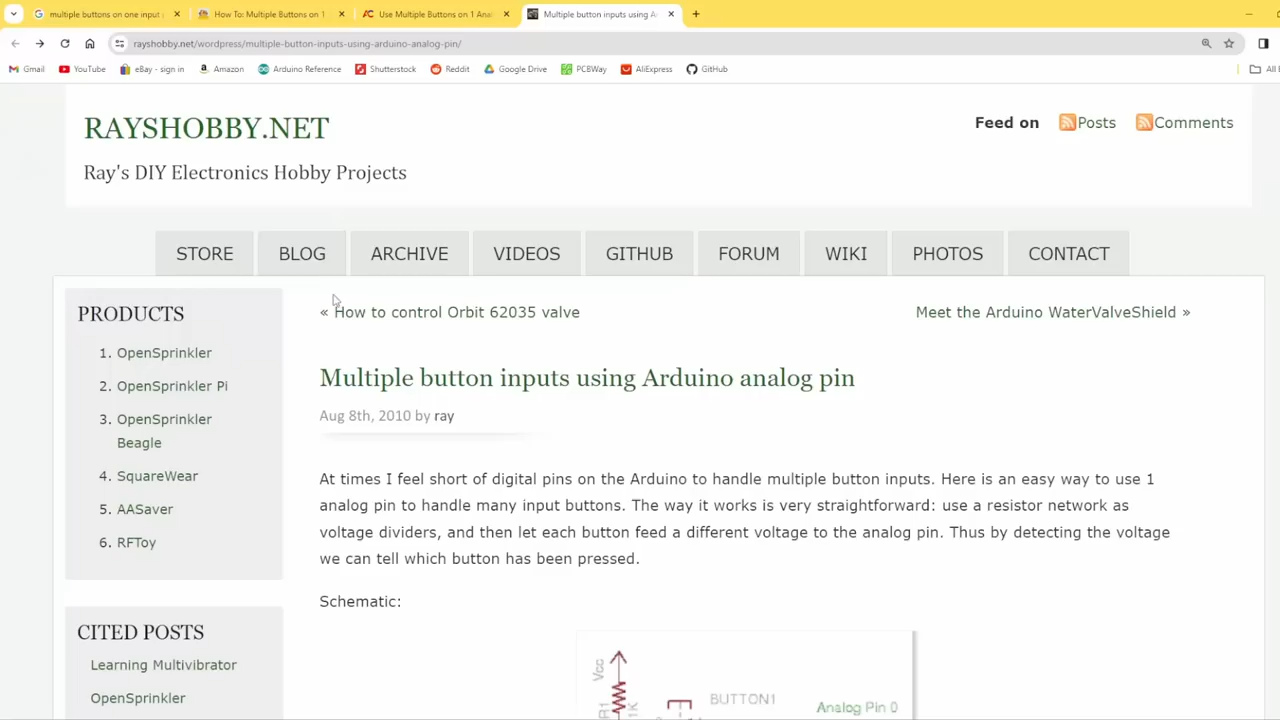 multiple buttons on one input
How To: Multiple Buttons on 1
Use Multiple Buttons on 1 Ana
Multiple button inputs using A
rayshobby.net/wordpress/multiple-button-inputs-using-arduino-analog-pin/
Gmail
YouTube
eBay - sign in
Amazon
Arduino Reference
Shutterstock
Reddit
Google Drive
PCBWay
AliExpress
GitHub
All
RAYSHOBBY.NET
Feed on
Posts
Comments
Ray's DIY Electronics Hobby Projects
STORE
BLOG
ARCHIVE
VIDEOS
GITHUB
FORUM
WIKI
PHOTOS
CONTACT
PRODUCTS
1. OpenSprinkler
2. OpenSprinkler Pi
3. OpenSprinkler
Beagle
4. SquareWear
5. AASaver
6. RFToy
CITED POSTS
Learning Multivibrator
OpenSprinkler
« How to control Orbit 62035 valve
Meet the Arduino WaterValveShield »
Multiple button inputs using Arduino analog pin
Aug 8th, 2010 by ray
At times I feel short of digital pins on the Arduino to handle multiple button inputs. Here is an easy way to use 1
analog pin to handle many input buttons. The way it works is very straightforward: use a resistor network as
voltage dividers, and then let each button feed a different voltage to the analog pin. Thus by detecting the voltage
we can tell which button has been pressed.
Schematic:
Vcc
R1
1K
BUTTON1
Analog Pin 0